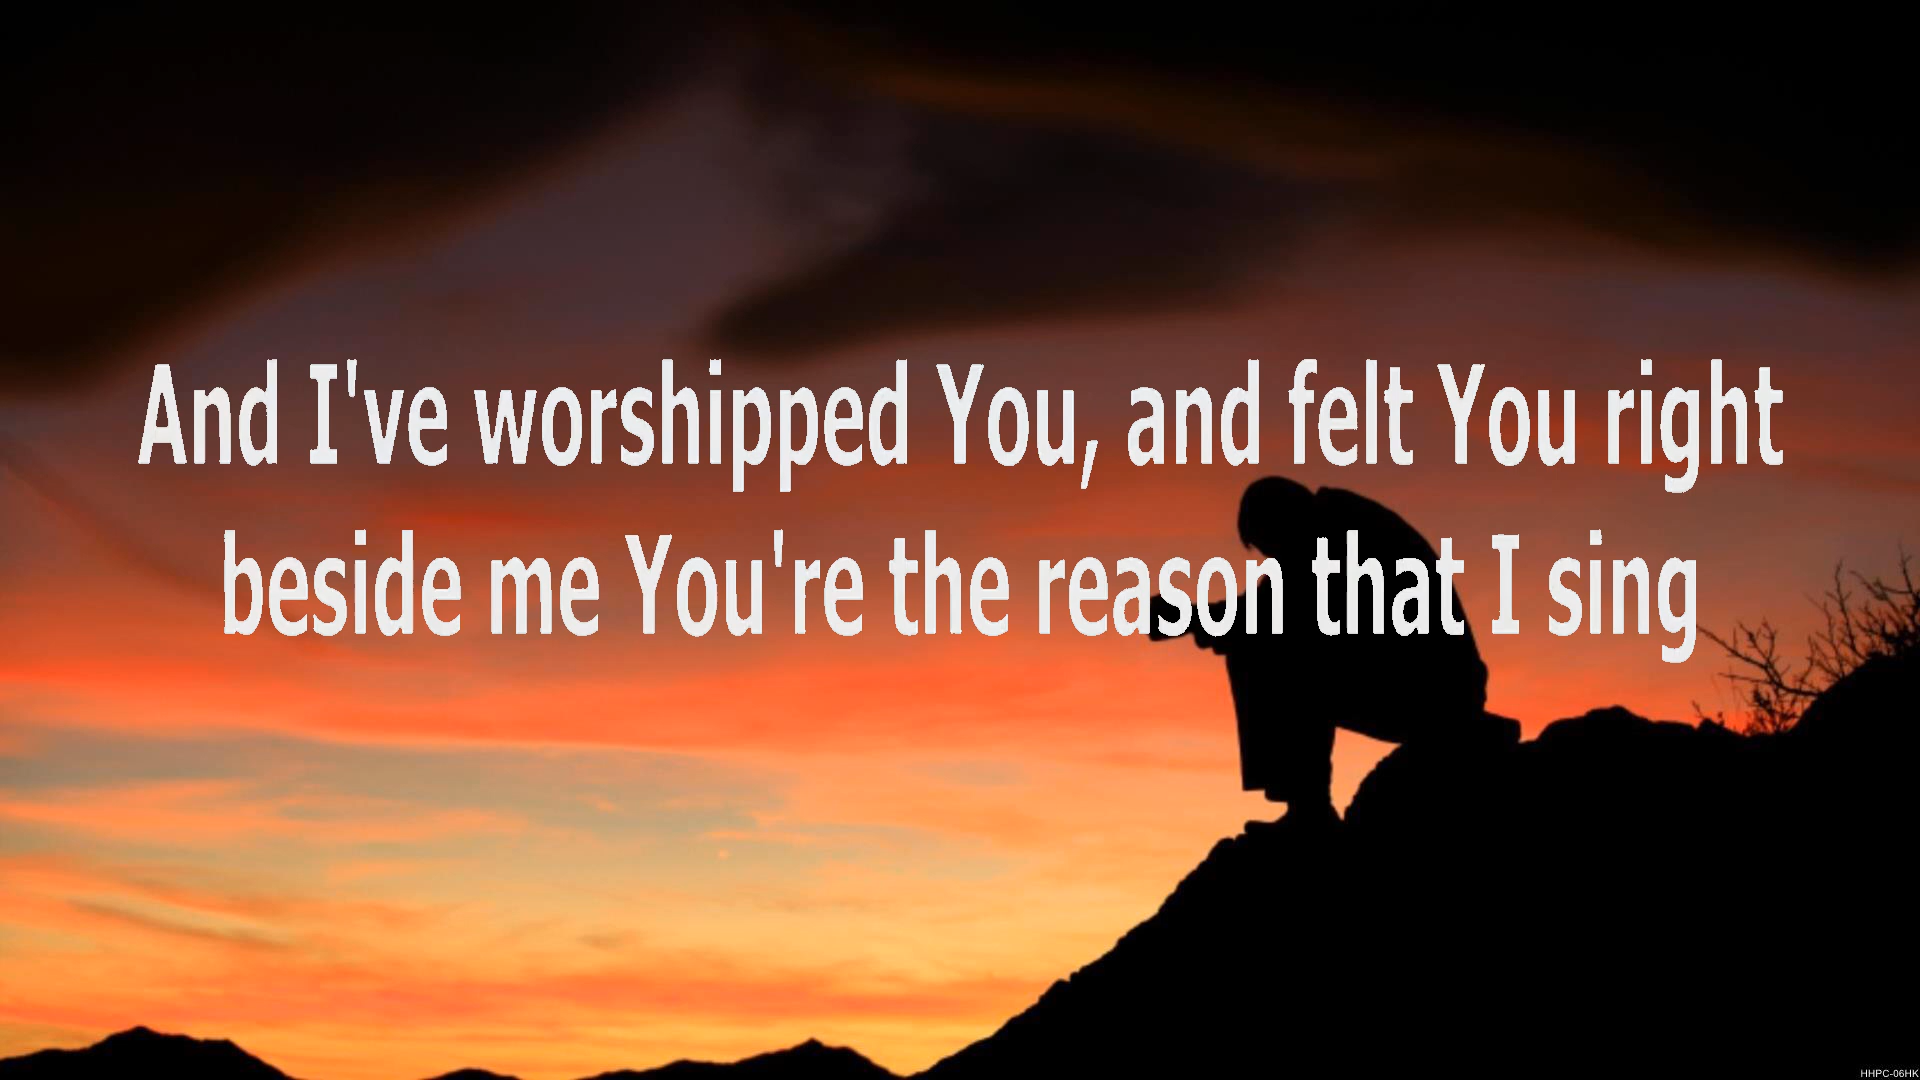 And I've worshipped You, and felt You right
beside me You're the reason that I sing
HHPC-06HK